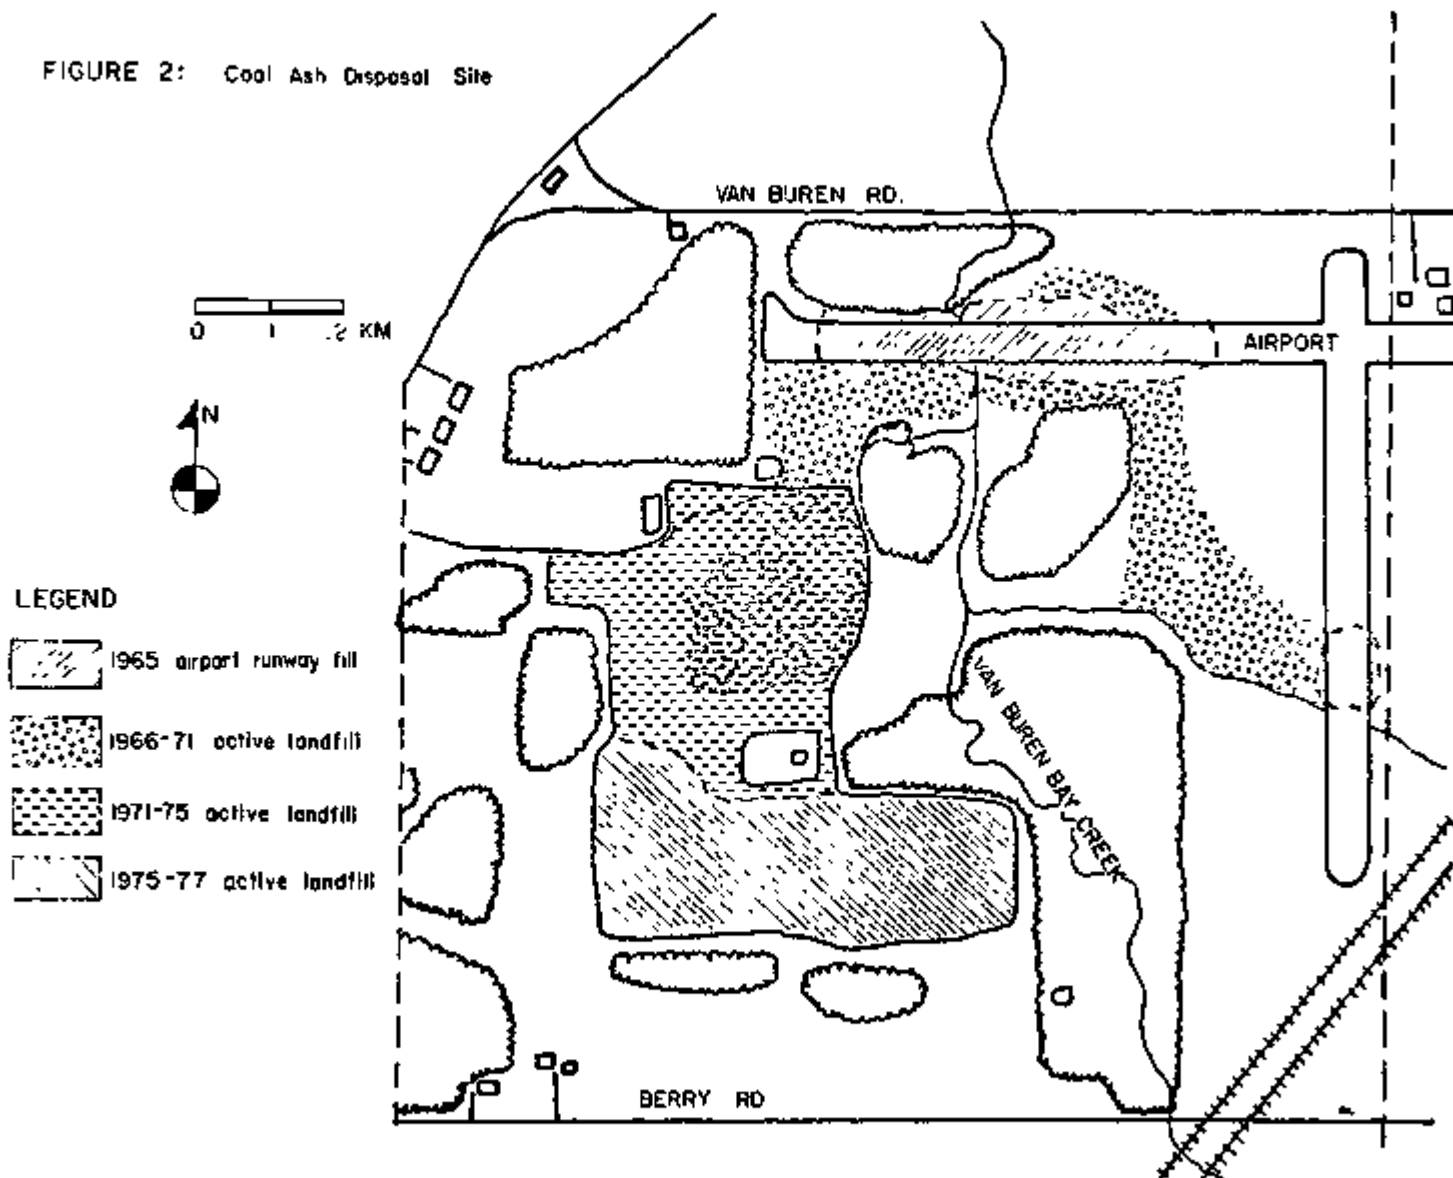 FIGURE 2: Coal Ash Disposal Site
VAN BUREN RD.
0 1 .2 KM
AIRPORT
N
LEGEND
1965 airport runway fill
1966-71 active landfill
1971-75 active landfill
1975-77 active landfill
VAN BUREN BAY CREEK
BERRY RD